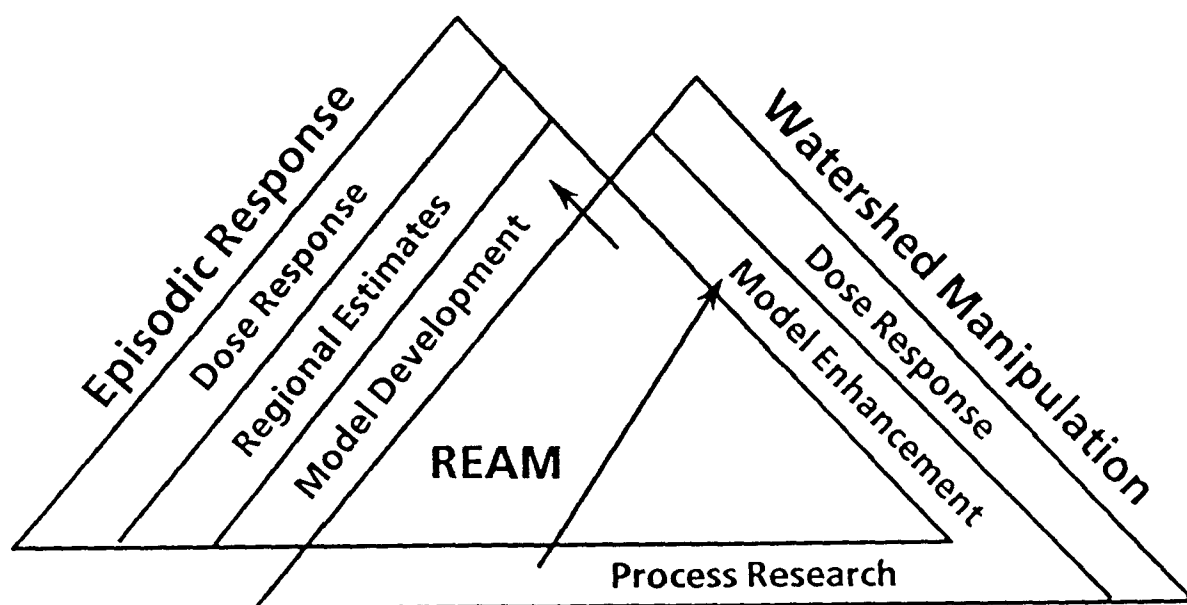 Episodic Response
Dose Response
Regional Estimates
Model Development
REAM
Watershed Manipulation
Dose Response
Model Enhancement
Process Research